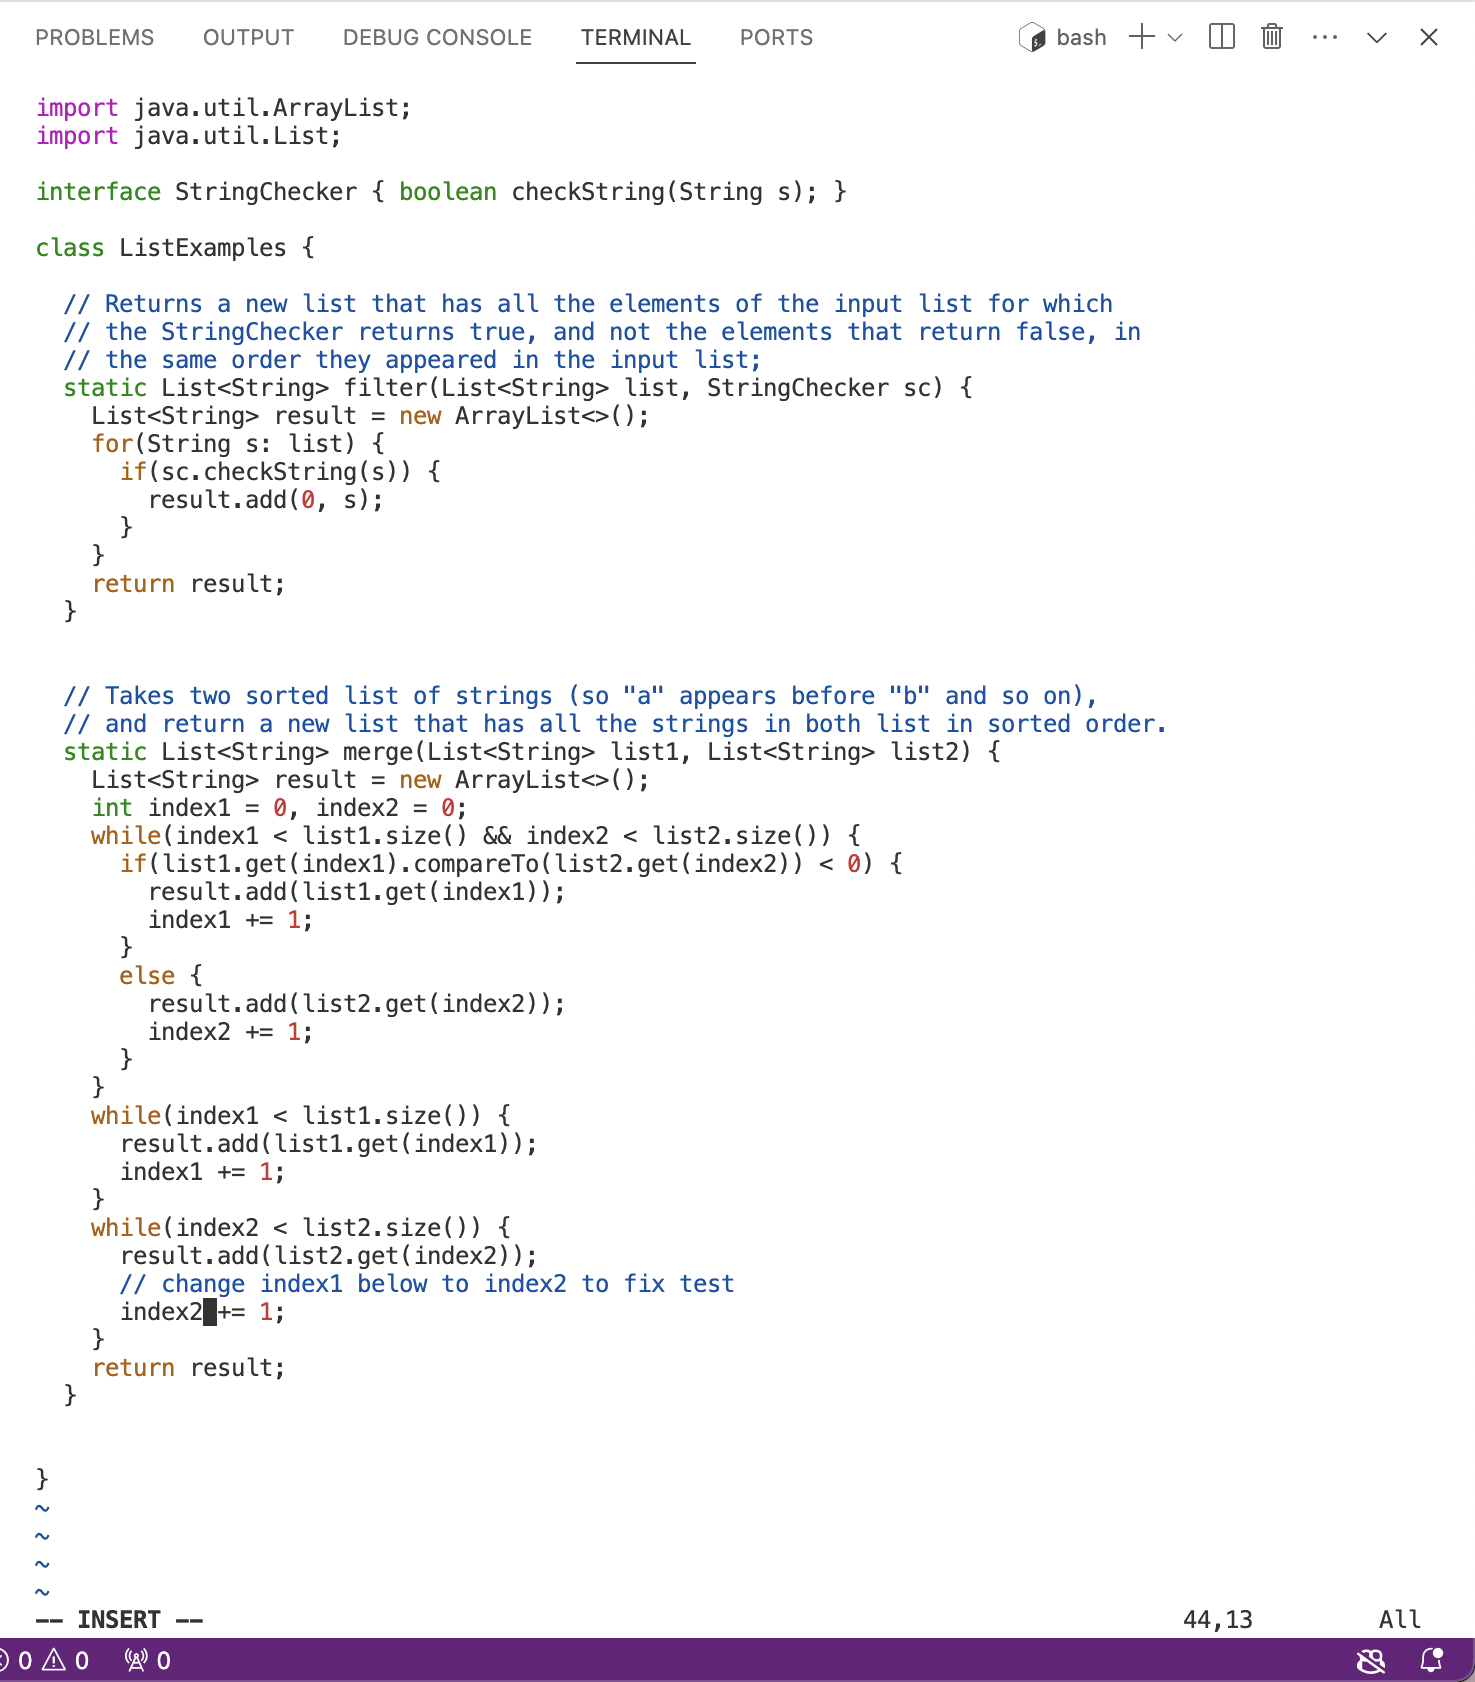 PROBLEMS OUTPUT DEBUG CONSOLE TERMINAL PORTS bash
import java.util.ArrayList;
import java.util.List;

interface StringChecker { boolean checkString(String s); }

class ListExamples {

  // Returns a new list that has all the elements of the input list for which
  // the StringChecker returns true, and not the elements that return false, in
  // the same order they appeared in the input list;
  static List<String> filter(List<String> list, StringChecker sc) {
    List<String> result = new ArrayList<>();
    for(String s: list) {
      if(sc.checkString(s)) {
        result.add(0, s);
      }
    }
    return result;
  }


  // Takes two sorted list of strings (so "a" appears before "b" and so on),
  // and return a new list that has all the strings in both list in sorted order.
  static List<String> merge(List<String> list1, List<String> list2) {
    List<String> result = new ArrayList<>();
    int index1 = 0, index2 = 0;
    while(index1 < list1.size() && index2 < list2.size()) {
      if(list1.get(index1).compareTo(list2.get(index2)) < 0) {
        result.add(list1.get(index1));
        index1 += 1;
      }
      else {
        result.add(list2.get(index2));
        index2 += 1;
      }
    }
    while(index1 < list1.size()) {
      result.add(list1.get(index1));
      index1 += 1;
    }
    while(index2 < list2.size()) {
      result.add(list2.get(index2));
      // change index1 below to index2 to fix test
      index2 += 1;
    }
    return result;
  }


}
~
~
~
~
-- INSERT -- 44,13 All
0 0 0